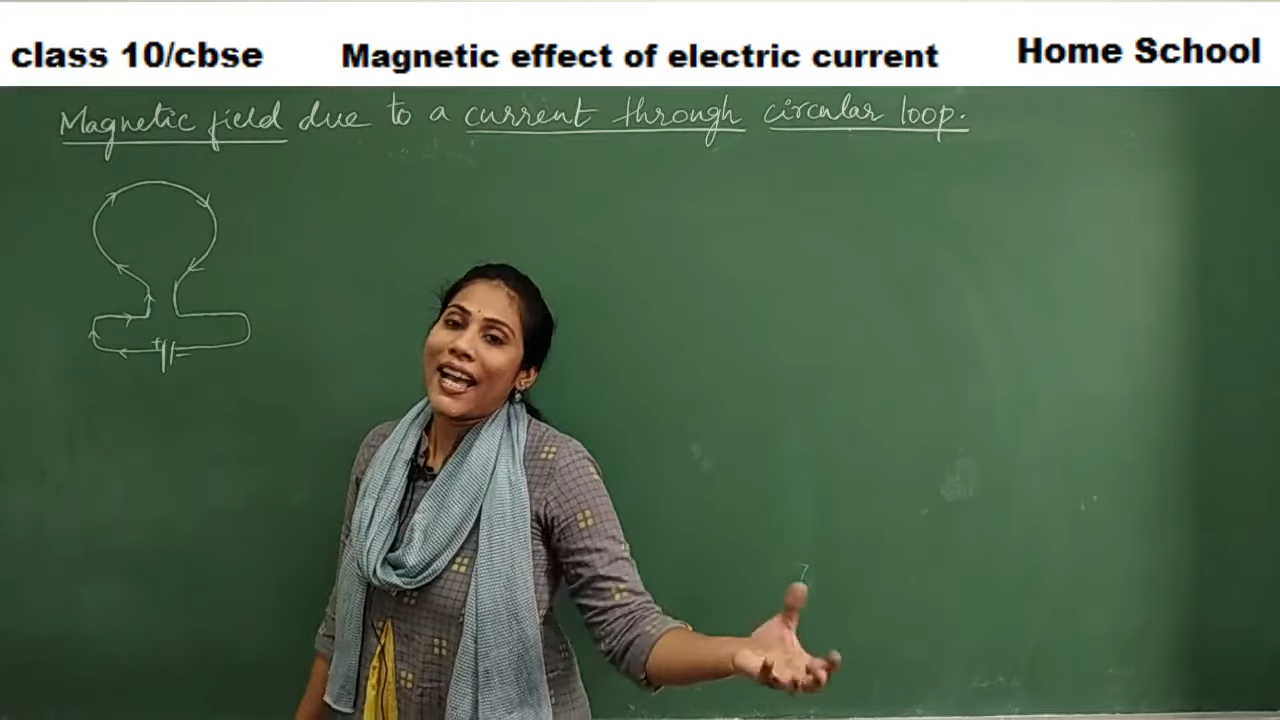 class 10/cbse Magnetic effect of electric current Home School
Magnetic field due to a current through circular loop.
+ =